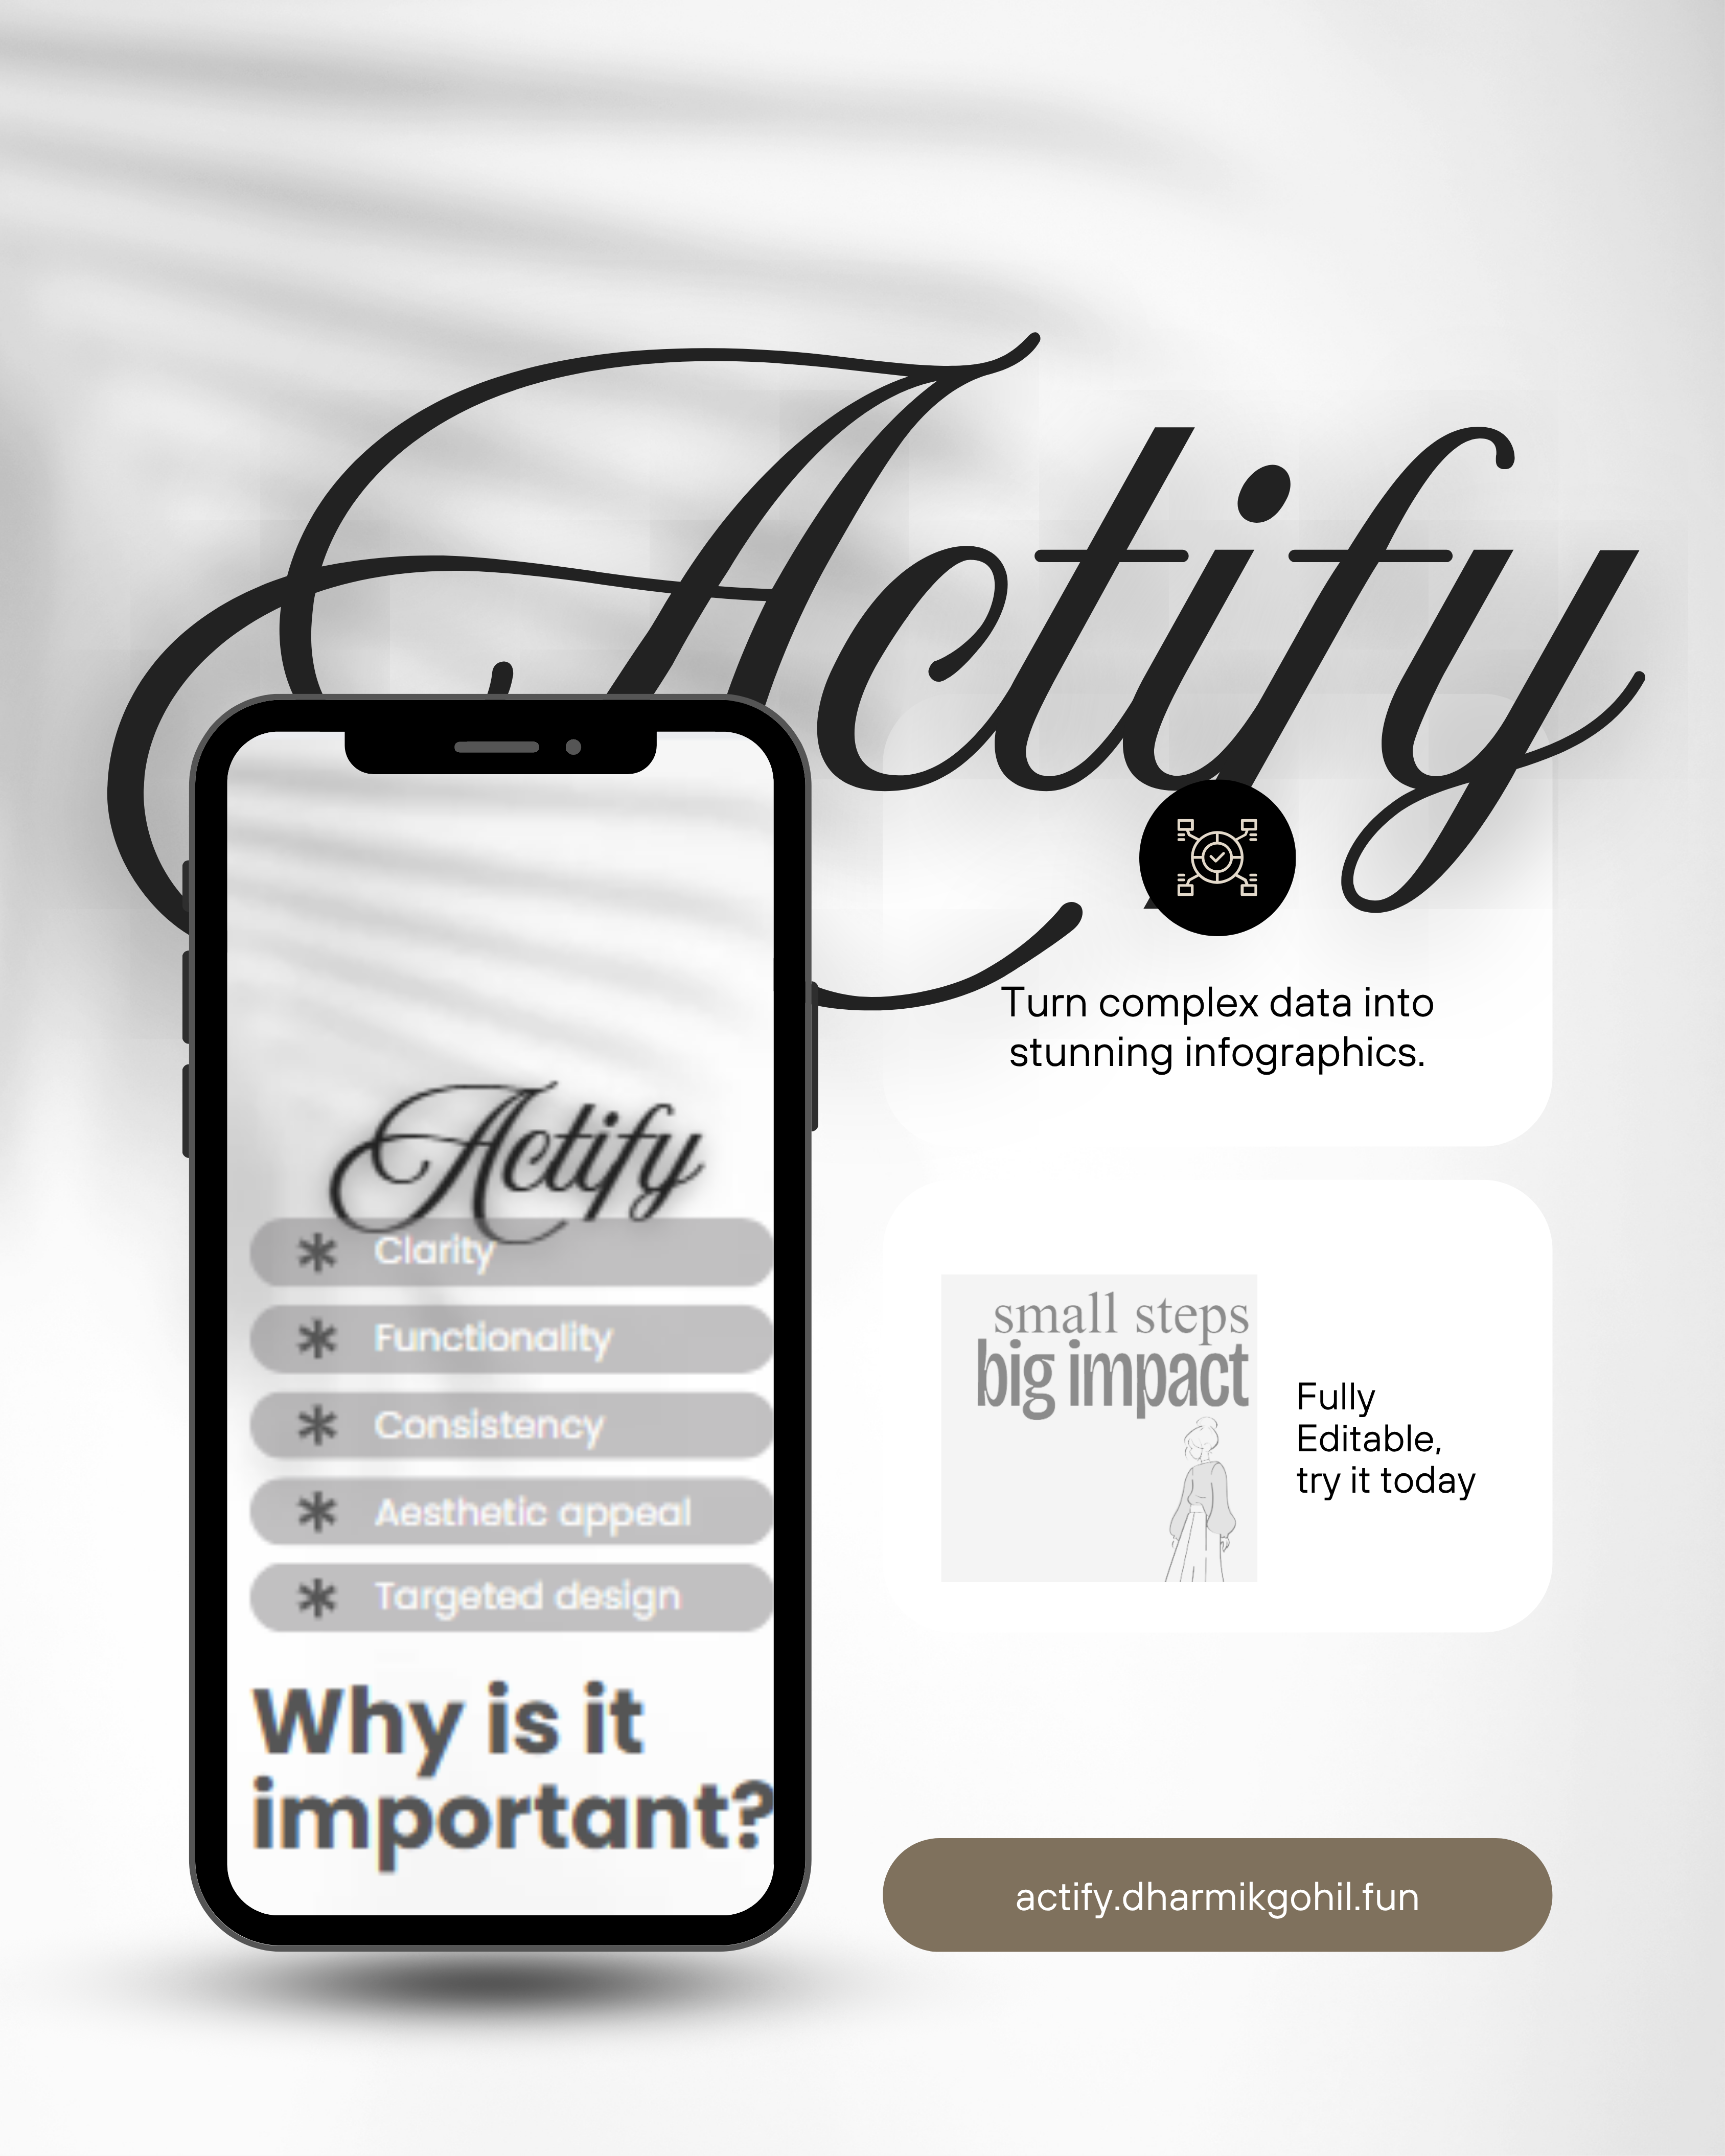 Actify
Turn complex data into
stunning infographics.
Actify
Clarity
Functionality
Consistency
Aesthetic appeal
Targeted design
Why is it
important?
small steps
big impact
Fully
Editable,
try it today
actify.dharmikgohil.fun